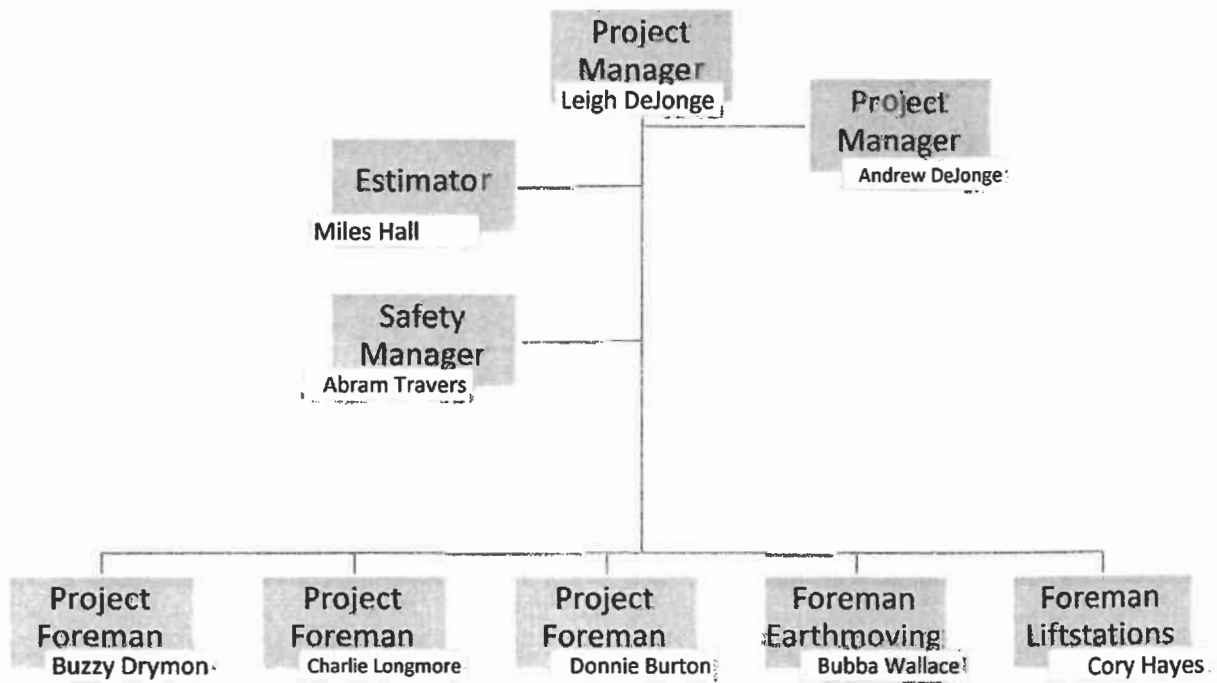 Project
Manager
Leigh DeJonge
Project
Manager
Andrew DeJonge
Estimator
Miles Hall
Safety
Manager
Abram Travers
Project
Foreman
Buzzy Drymon
Project
Foreman
Charlie Longmore
Project
Foreman
Donnie Burton
Foreman
Earthmoving
Bubba Wallace
Foreman
Liftstations
Cory Hayes